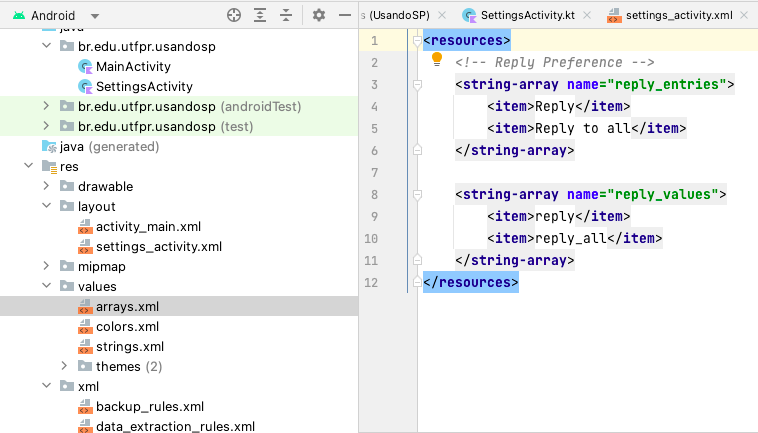 Android
java
br.edu.utfpr.usandosp
MainActivity
SettingsActivity
br.edu.utfpr.usandosp (androidTest)
br.edu.utfpr.usandosp (test)
java (generated)
res
drawable
layout
activity_main.xml
settings_activity.xml
mipmap
values
arrays.xml
colors.xml
strings.xml
themes (2)
xml
backup_rules.xml
data_extraction_rules.xml
s (UsandoSP) SettingsActivity.kt settings_activity.xml
1 <resources>
2 <!-- Reply Preference -->
3 <string-array name="reply_entries">
4 <item>Reply</item>
5 <item>Reply to all</item>
6 </string-array>
7
8 <string-array name="reply_values">
9 <item>reply</item>
10 <item>reply_all</item>
11 </string-array>
12 </resources>